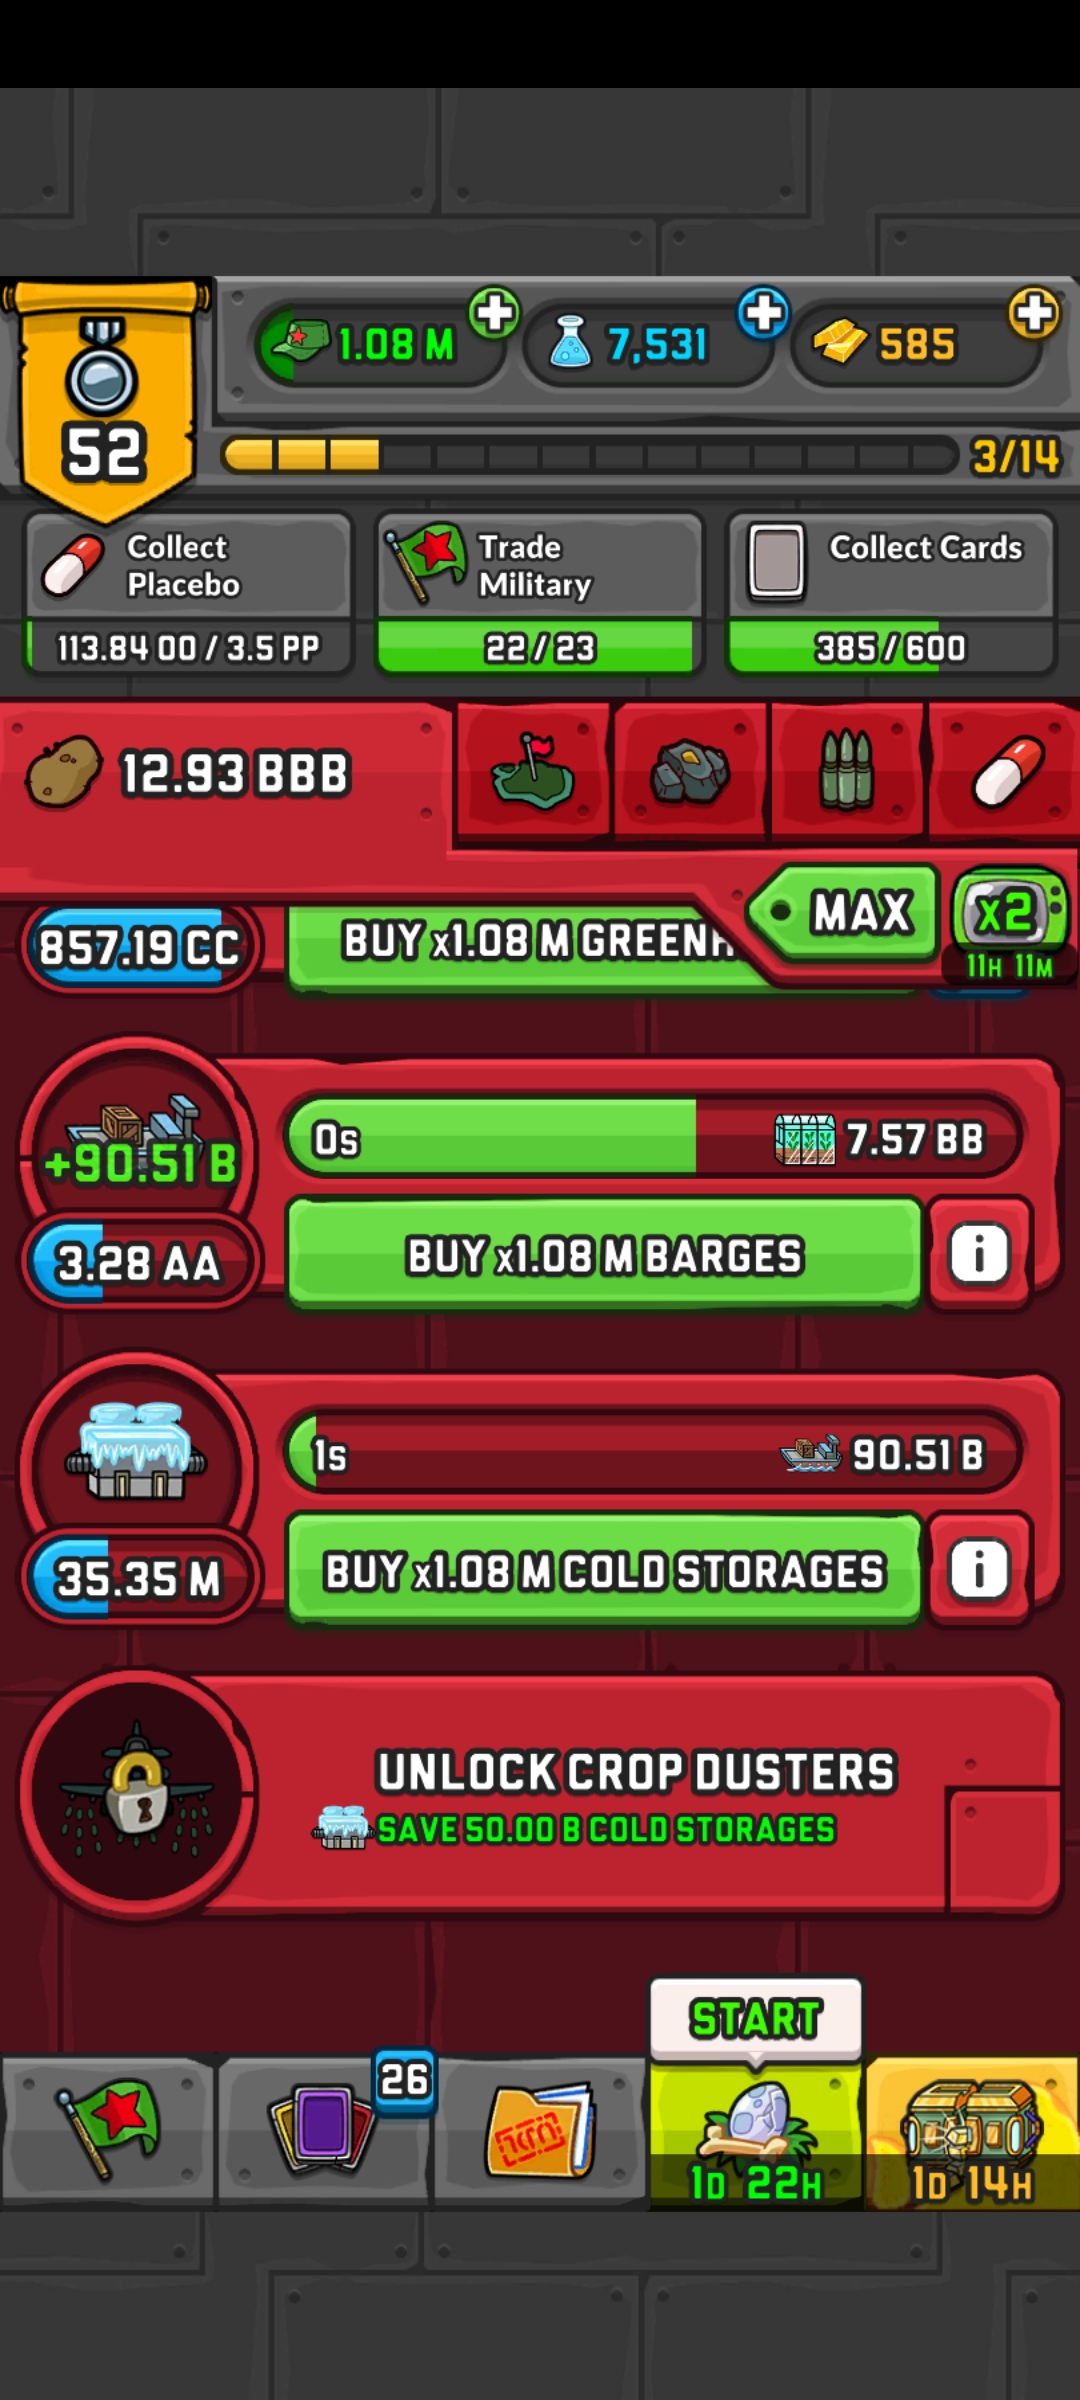 1.08 M
7,531
585
52
3/14
Collect
Placebo
113.84 OO / 3.5 PP
Trade
Military
22 / 23
Collect Cards
385 / 600
12.93 BBB
MAX
x2
11H 11M
857.19 CC
BUY x1.08 M
+90.51 B
0s
7.57 BB
3.28 AA
BUY x1.08 M BARGES
i
1s
90.51 B
35.35 M
BUY x1.08 M COLD STORAGES
i
UNLOCK CROP DUSTERS
SAVE 50.00 B COLD STORAGES
START
26
1D 22H
1D 14H